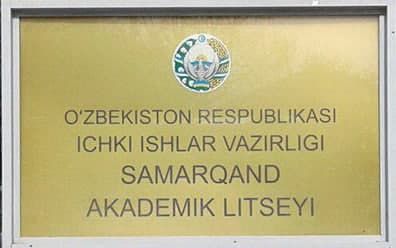 O'ZBEKISTON RESPUBLIKASI
ICHKI ISHLAR VAZIRLIGI
SAMARQAND
AKADEMIK LITSEYI